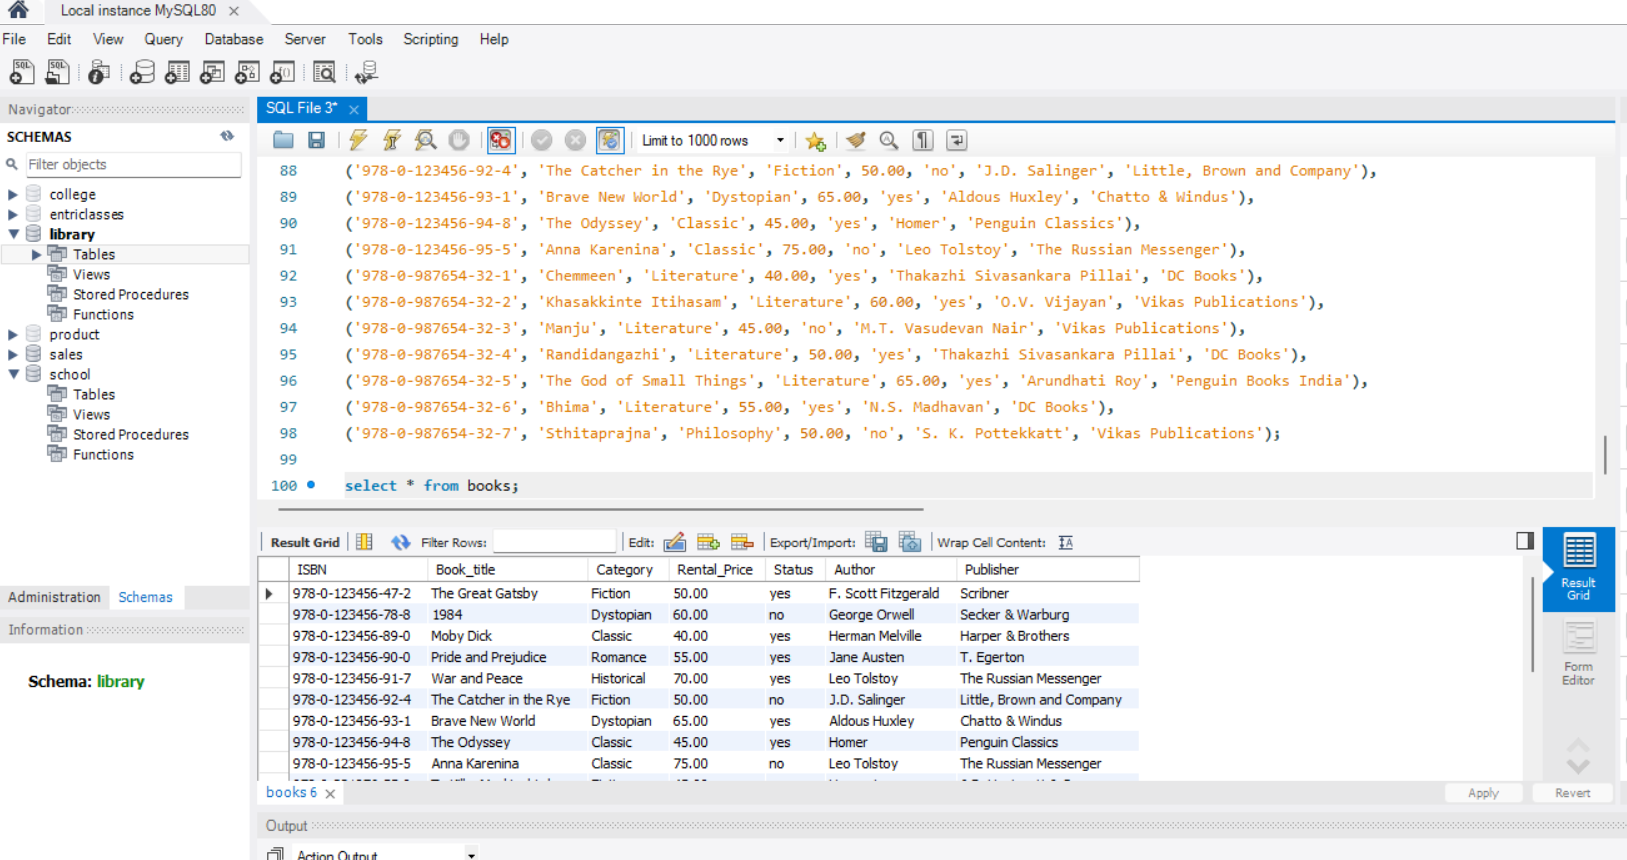 Local instance MySQL80
File Edit View Query Database Server Tools Scripting Help
Navigator
SCHEMAS
Filter objects
college
entriclasses
library
Tables
Views
Stored Procedures
Functions
product
sales
school
Tables
Views
Stored Procedures
Functions
Administration Schemas
Information
Schema: library
SQL File 3*
Limit to 1000 rows
88 ('978-0-123456-92-4', 'The Catcher in the Rye', 'Fiction', 50.00, 'no', 'J.D. Salinger', 'Little, Brown and Company'),
89 ('978-0-123456-93-1', 'Brave New World', 'Dystopian', 65.00, 'yes', 'Aldous Huxley', 'Chatto & Windus'),
90 ('978-0-123456-94-8', 'The Odyssey', 'Classic', 45.00, 'yes', 'Homer', 'Penguin Classics'),
91 ('978-0-123456-95-5', 'Anna Karenina', 'Classic', 75.00, 'no', 'Leo Tolstoy', 'The Russian Messenger'),
92 ('978-0-987654-32-1', 'Chemmeen', 'Literature', 40.00, 'yes', 'Thakazhi Sivasankara Pillai', 'DC Books'),
93 ('978-0-987654-32-2', 'Khasakkinte Itihasam', 'Literature', 60.00, 'yes', 'O.V. Vijayan', 'Vikas Publications'),
94 ('978-0-987654-32-3', 'Manju', 'Literature', 45.00, 'no', 'M.T. Vasudevan Nair', 'Vikas Publications'),
95 ('978-0-987654-32-4', 'Randidangazhi', 'Literature', 50.00, 'yes', 'Thakazhi Sivasankara Pillai', 'DC Books'),
96 ('978-0-987654-32-5', 'The God of Small Things', 'Literature', 65.00, 'yes', 'Arundhati Roy', 'Penguin Books India'),
97 ('978-0-987654-32-6', 'Bhima', 'Literature', 55.00, 'yes', 'N.S. Madhavan', 'DC Books'),
98 ('978-0-987654-32-7', 'Sthitaprajna', 'Philosophy', 50.00, 'no', 'S. K. Pottekkatt', 'Vikas Publications');
99
100 select * from books;
Result Grid Filter Rows: Edit: Export/Import: Wrap Cell Content:
ISBN Book_title Category Rental_Price Status Author Publisher
978-0-123456-47-2 The Great Gatsby Fiction 50.00 yes F. Scott Fitzgerald Scribner
978-0-123456-78-8 1984 Dystopian 60.00 no George Orwell Secker & Warburg
978-0-123456-89-0 Moby Dick Classic 40.00 yes Herman Melville Harper & Brothers
978-0-123456-90-0 Pride and Prejudice Romance 55.00 yes Jane Austen T. Egerton
978-0-123456-91-7 War and Peace Historical 70.00 yes Leo Tolstoy The Russian Messenger
978-0-123456-92-4 The Catcher in the Rye Fiction 50.00 no J.D. Salinger Little, Brown and Company
978-0-123456-93-1 Brave New World Dystopian 65.00 yes Aldous Huxley Chatto & Windus
978-0-123456-94-8 The Odyssey Classic 45.00 yes Homer Penguin Classics
978-0-123456-95-5 Anna Karenina Classic 75.00 no Leo Tolstoy The Russian Messenger
Result
Grid
Form
Editor
books 6
Apply Revert
Output
Action Output